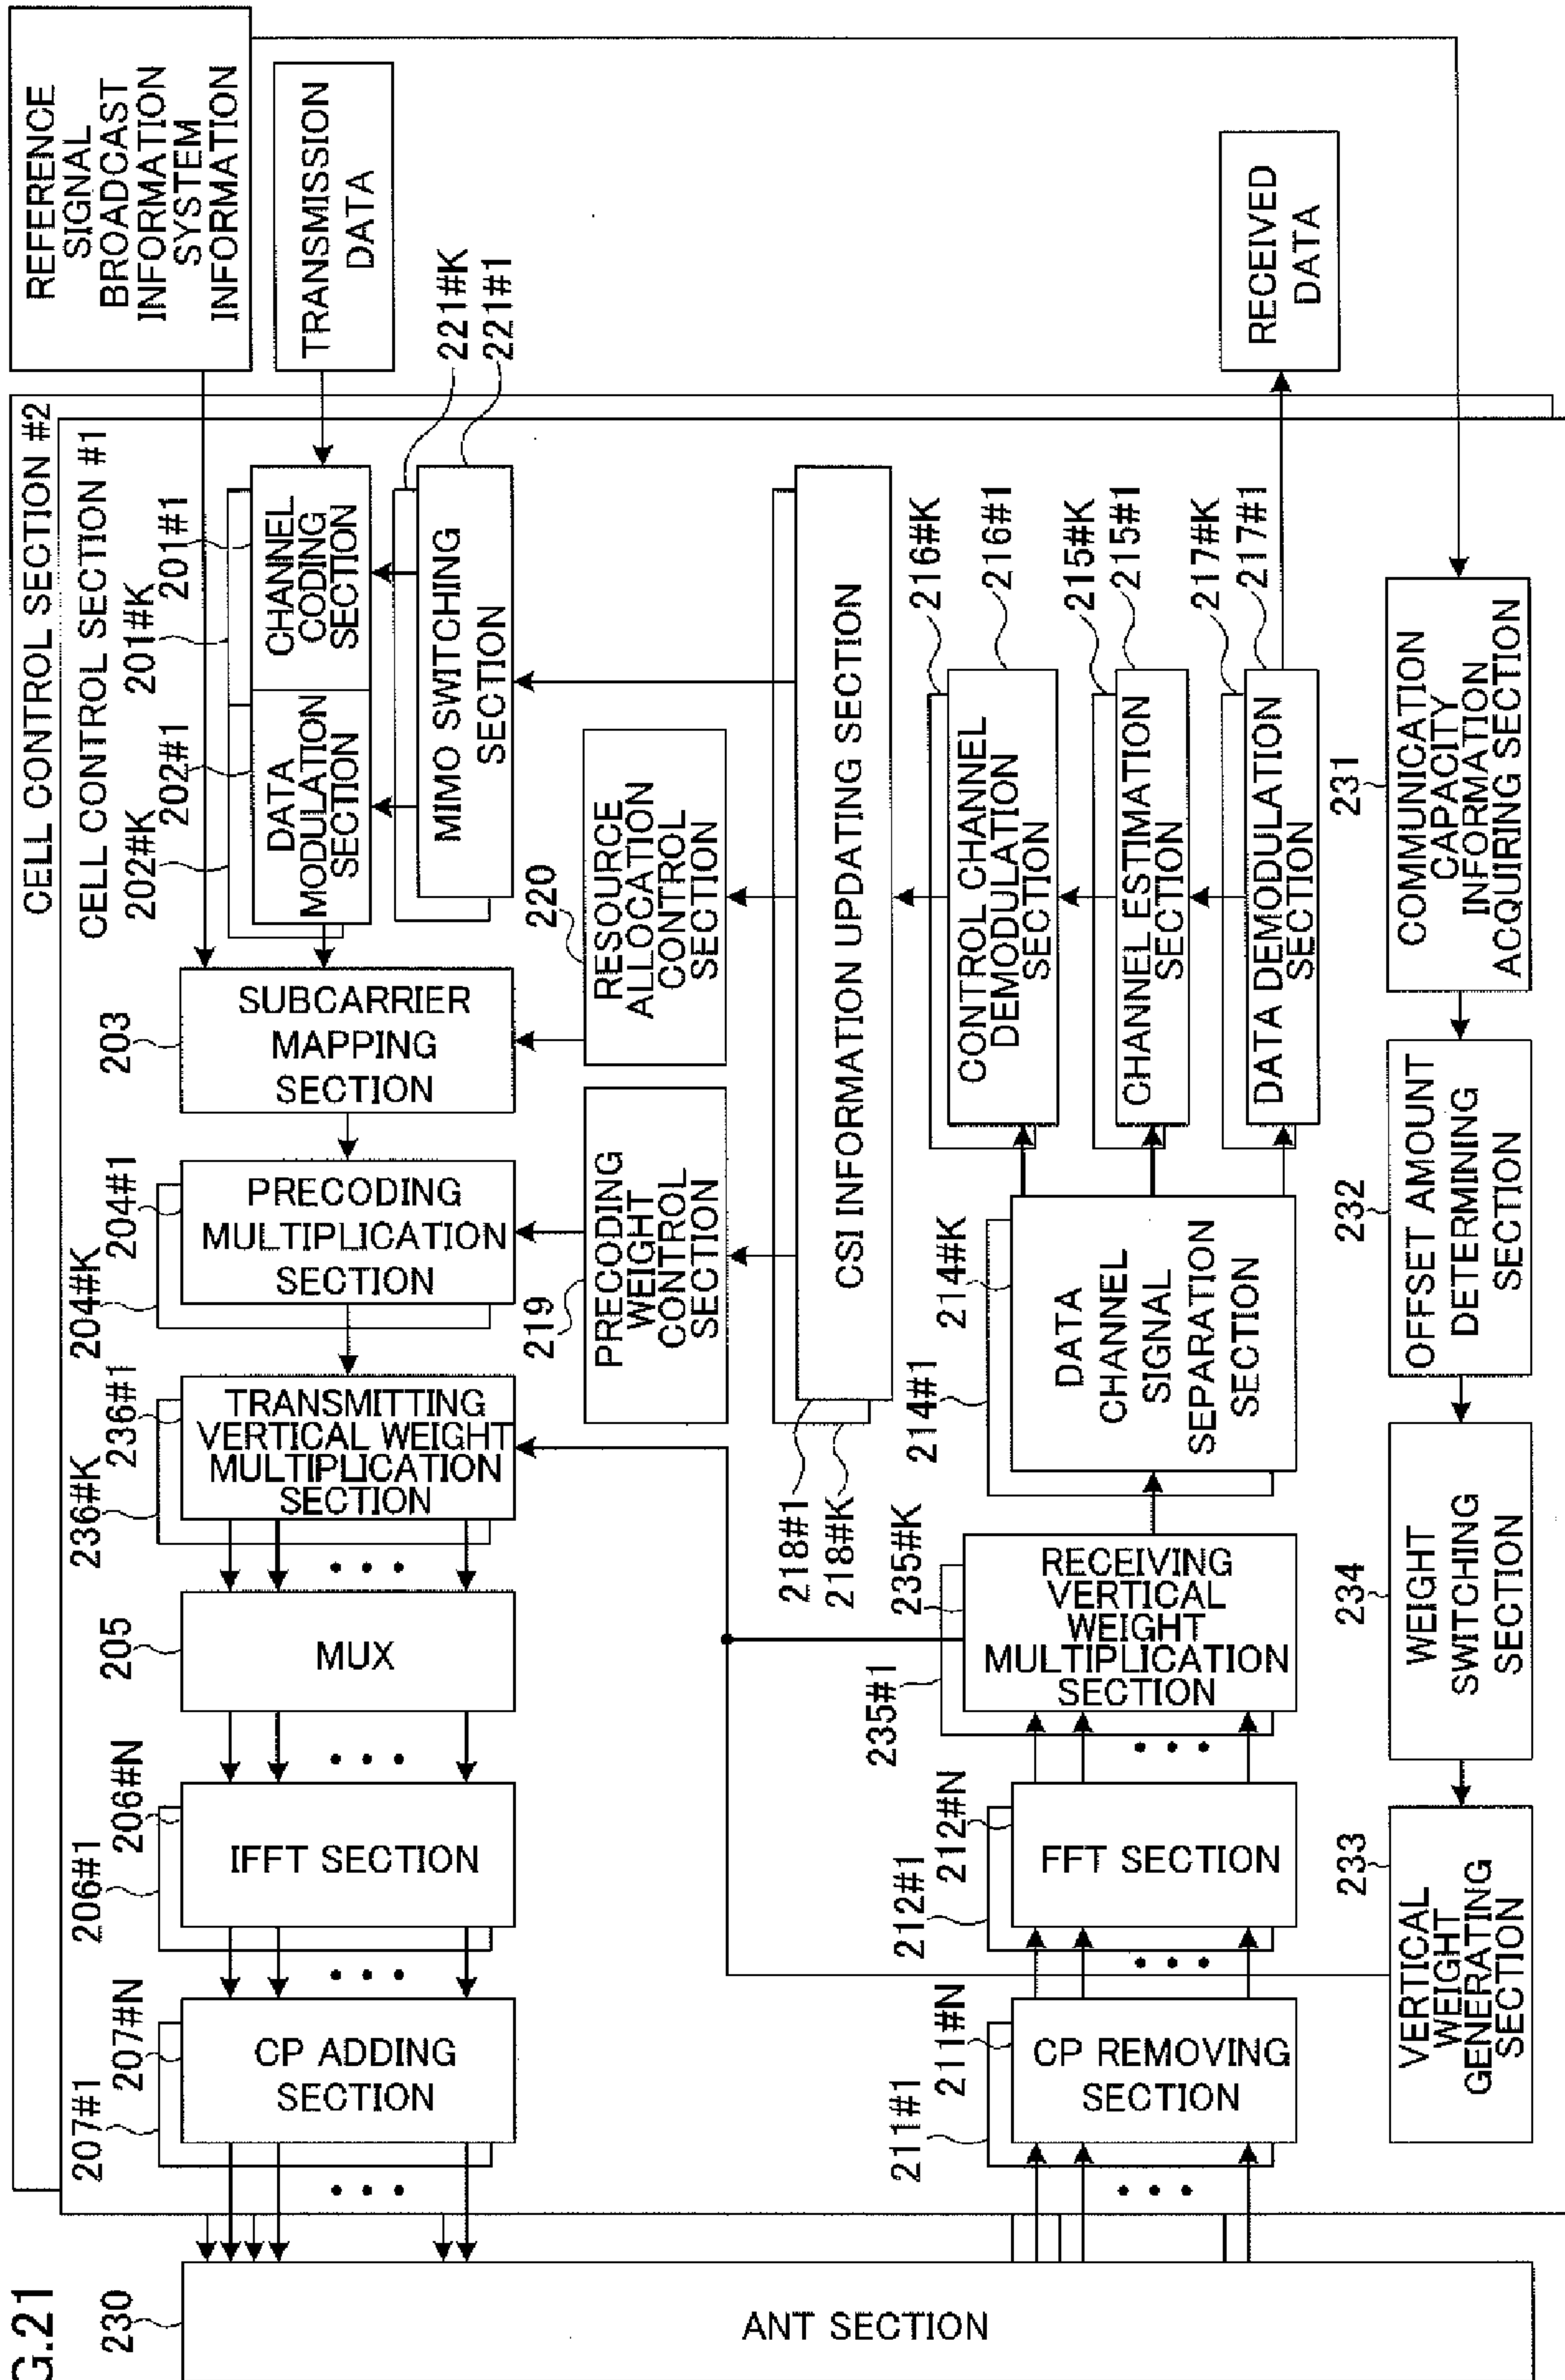 G.21
230
ANT SECTION
CELL CONTROL SECTION #2
CELL CONTROL SECTION #1
REFERENCE
SIGNAL
BROADCAST
INFORMATION
SYSTEM
INFORMATION
TRANSMISSION
DATA
RECEIVED
DATA
207#1
207#N
CP ADDING
SECTION
206#1
206#N
IFFT SECTION
205
MUX
236#K
236#1
TRANSMITTING
VERTICAL WEIGHT
MULTIPLICATION
SECTION
204#K
204#1
PRECODING
MULTIPLICATION
SECTION
203
SUBCARRIER
MAPPING
SECTION
202#K
202#1
DATA
MODULATION
SECTION
201#K
201#1
CHANNEL
CODING
SECTION
221#K
221#1
MIMO SWITCHING
SECTION
219
PRECODING
WEIGHT
CONTROL
SECTION
220
RESOURCE
ALLOCATION
CONTROL
SECTION
218#1
218#K
CSI INFORMATION UPDATING SECTION
211#1
211#N
CP REMOVING
SECTION
212#1
212#N
FFT SECTION
235#1
235#K
RECEIVING
VERTICAL
WEIGHT
MULTIPLICATION
SECTION
214#1
214#K
DATA
CHANNEL
SIGNAL
SEPARATION
SECTION
216#K
216#1
CONTROL CHANNEL
DEMODULATION
SECTION
215#K
215#1
CHANNEL ESTIMATION
SECTION
217#K
217#1
DATA DEMODULATION
SECTION
233
VERTICAL
WEIGHT
GENERATING
SECTION
234
WEIGHT
SWITCHING
SECTION
232
OFFSET AMOUNT
DETERMINING
SECTION
231
COMMUNICATION
CAPACITY
INFORMATION
ACQUIRING SECTION